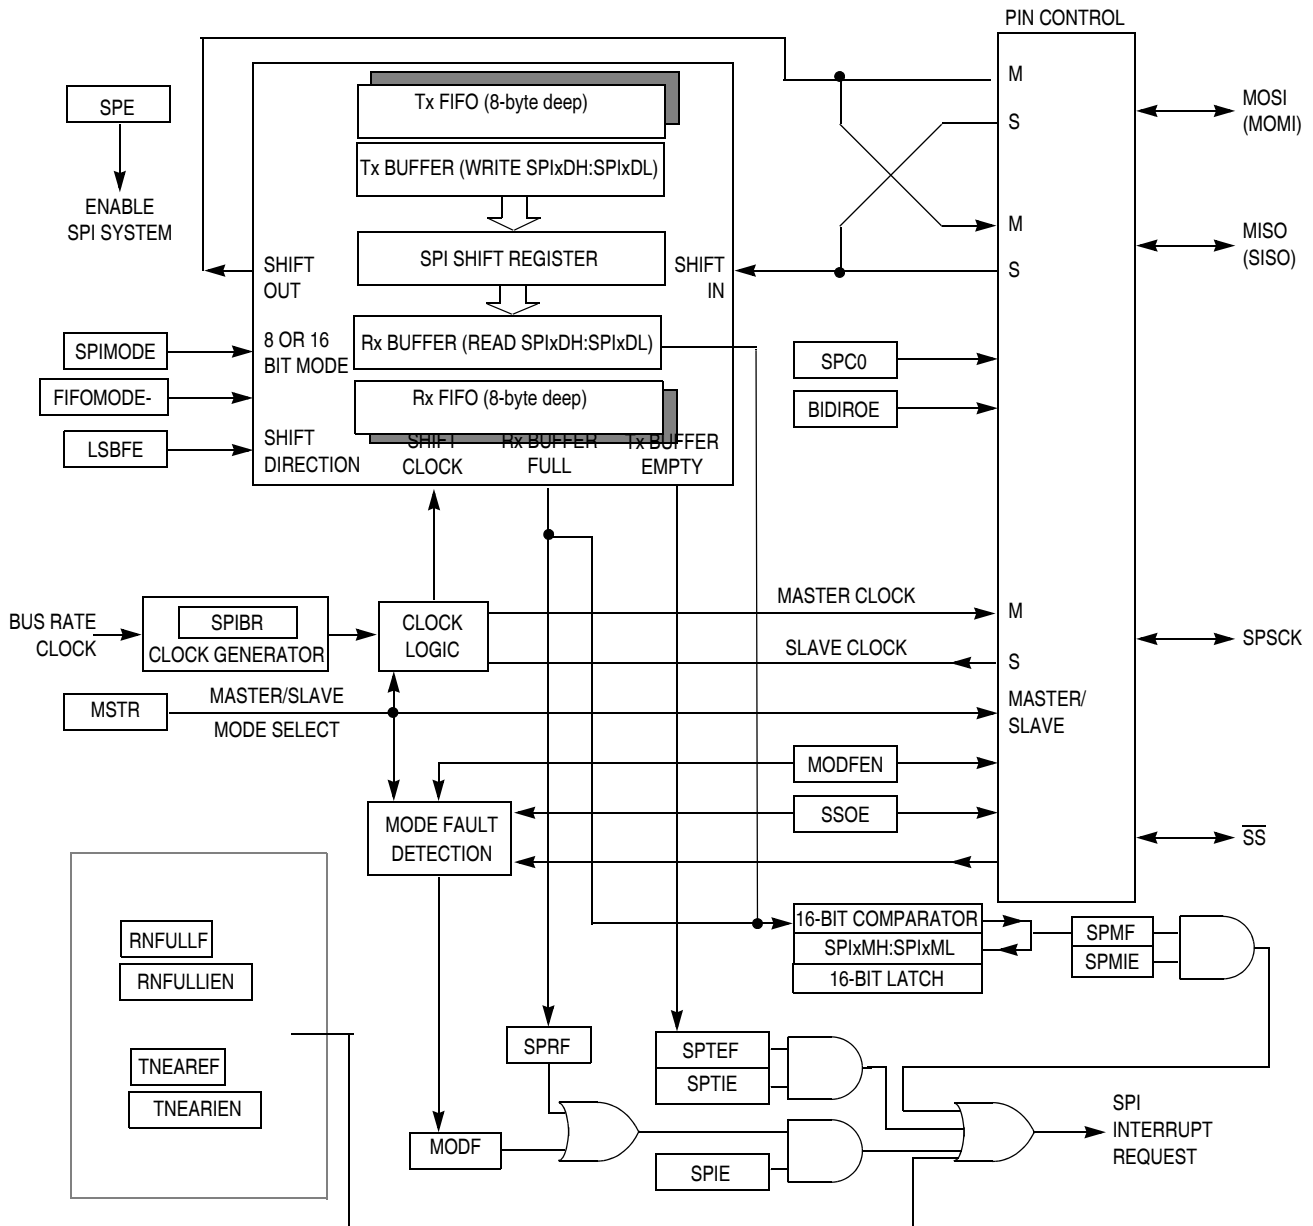 PIN CONTROL
Tx FIFO (8-byte deep)
Tx BUFFER (WRITE SPIxDH:SPIxDL)
SPI SHIFT REGISTER
SHIFT
OUT
SHIFT
IN
8 OR 16
BIT MODE
Rx BUFFER (READ SPIxDH:SPIxDL)
Rx FIFO (8-byte deep)
SHIFT
DIRECTION
SHIFT
CLOCK
Rx BUFFER
FULL
Tx BUFFER
EMPTY
SPE
ENABLE
SPI SYSTEM
SPIMODE
FIFOMODE-
LSBFE
M
S
M
S
MOSI
(MOMI)
MISO
(SISO)
SPC0
BIDIROE
BUS RATE
CLOCK
SPIBR
CLOCK GENERATOR
CLOCK
LOGIC
MASTER CLOCK
SLAVE CLOCK
M
S
SPSCK
MSTR
MASTER/SLAVE
MODE SELECT
MASTER/
SLAVE
MODFEN
SSOE
MODE FAULT
DETECTION
SS
16-BIT COMPARATOR
SPIxMH:SPIxML
16-BIT LATCH
SPMF
SPMIE
RNFULLF
RNFULLIEN
TNEAREF
TNEARIEN
SPRF
SPTEF
SPTIE
MODF
SPIE
SPI
INTERRUPT
REQUEST